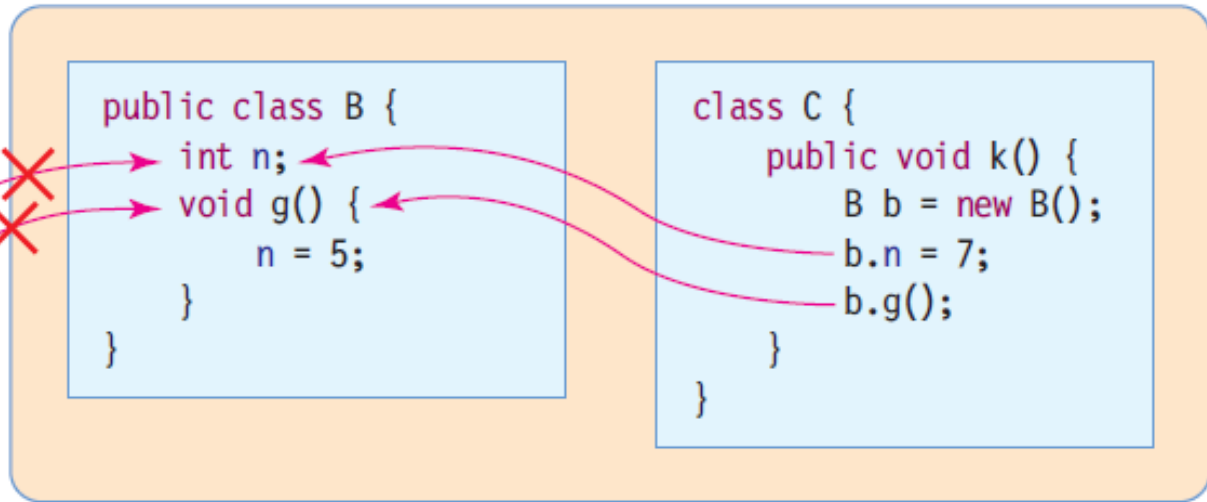 public class B {
    int n;
    void g() {
        n = 5;
    }
}
class C {
    public void k() {
        B b = new B();
        b.n = 7;
        b.g();
    }
}